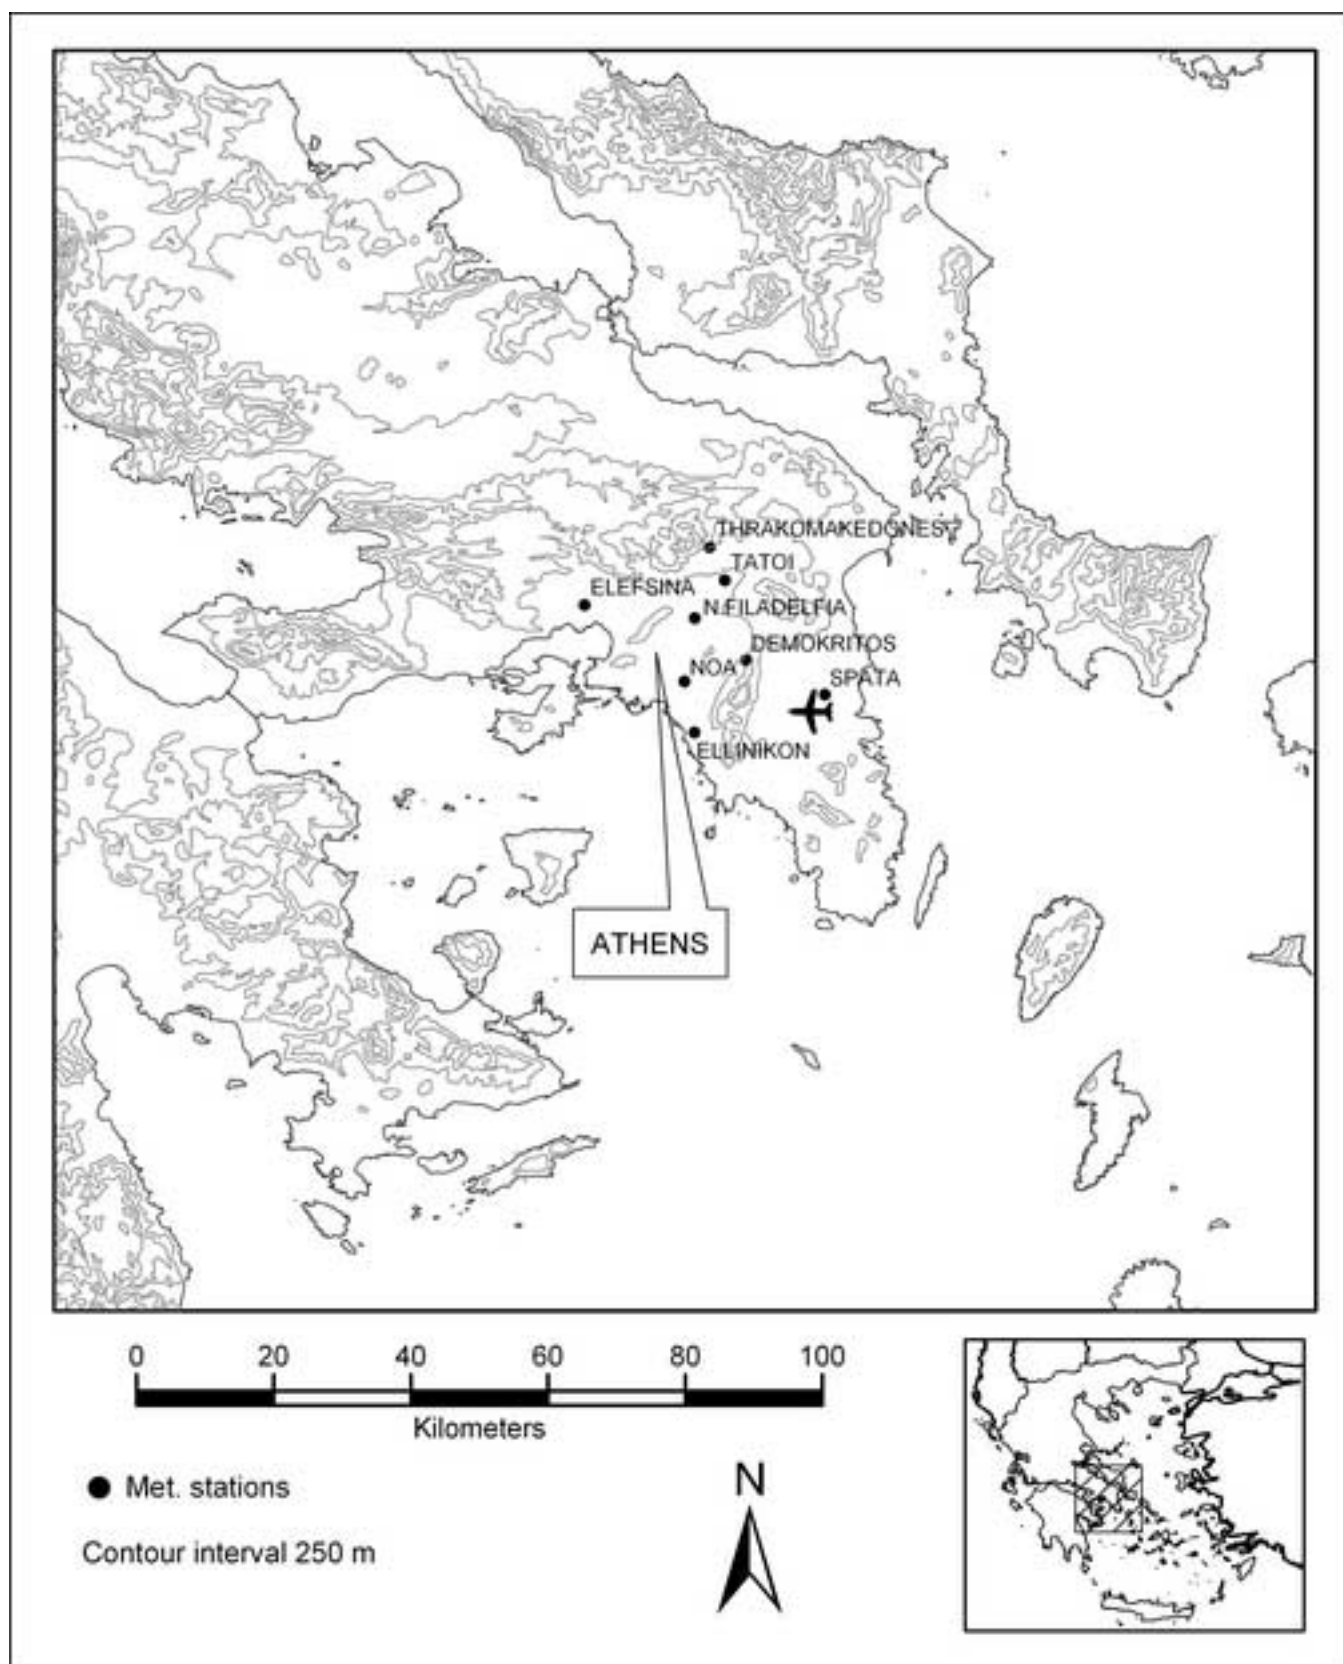 THRAKOMAKEDONES
TATOI
ELEFSINA
N.FILADELFIA
DEMOKRITOS
NOA
SPATA
ELLINIKON
ATHENS
0 20 40 60 80 100
Kilometers
Met. stations
N
Contour interval 250 m